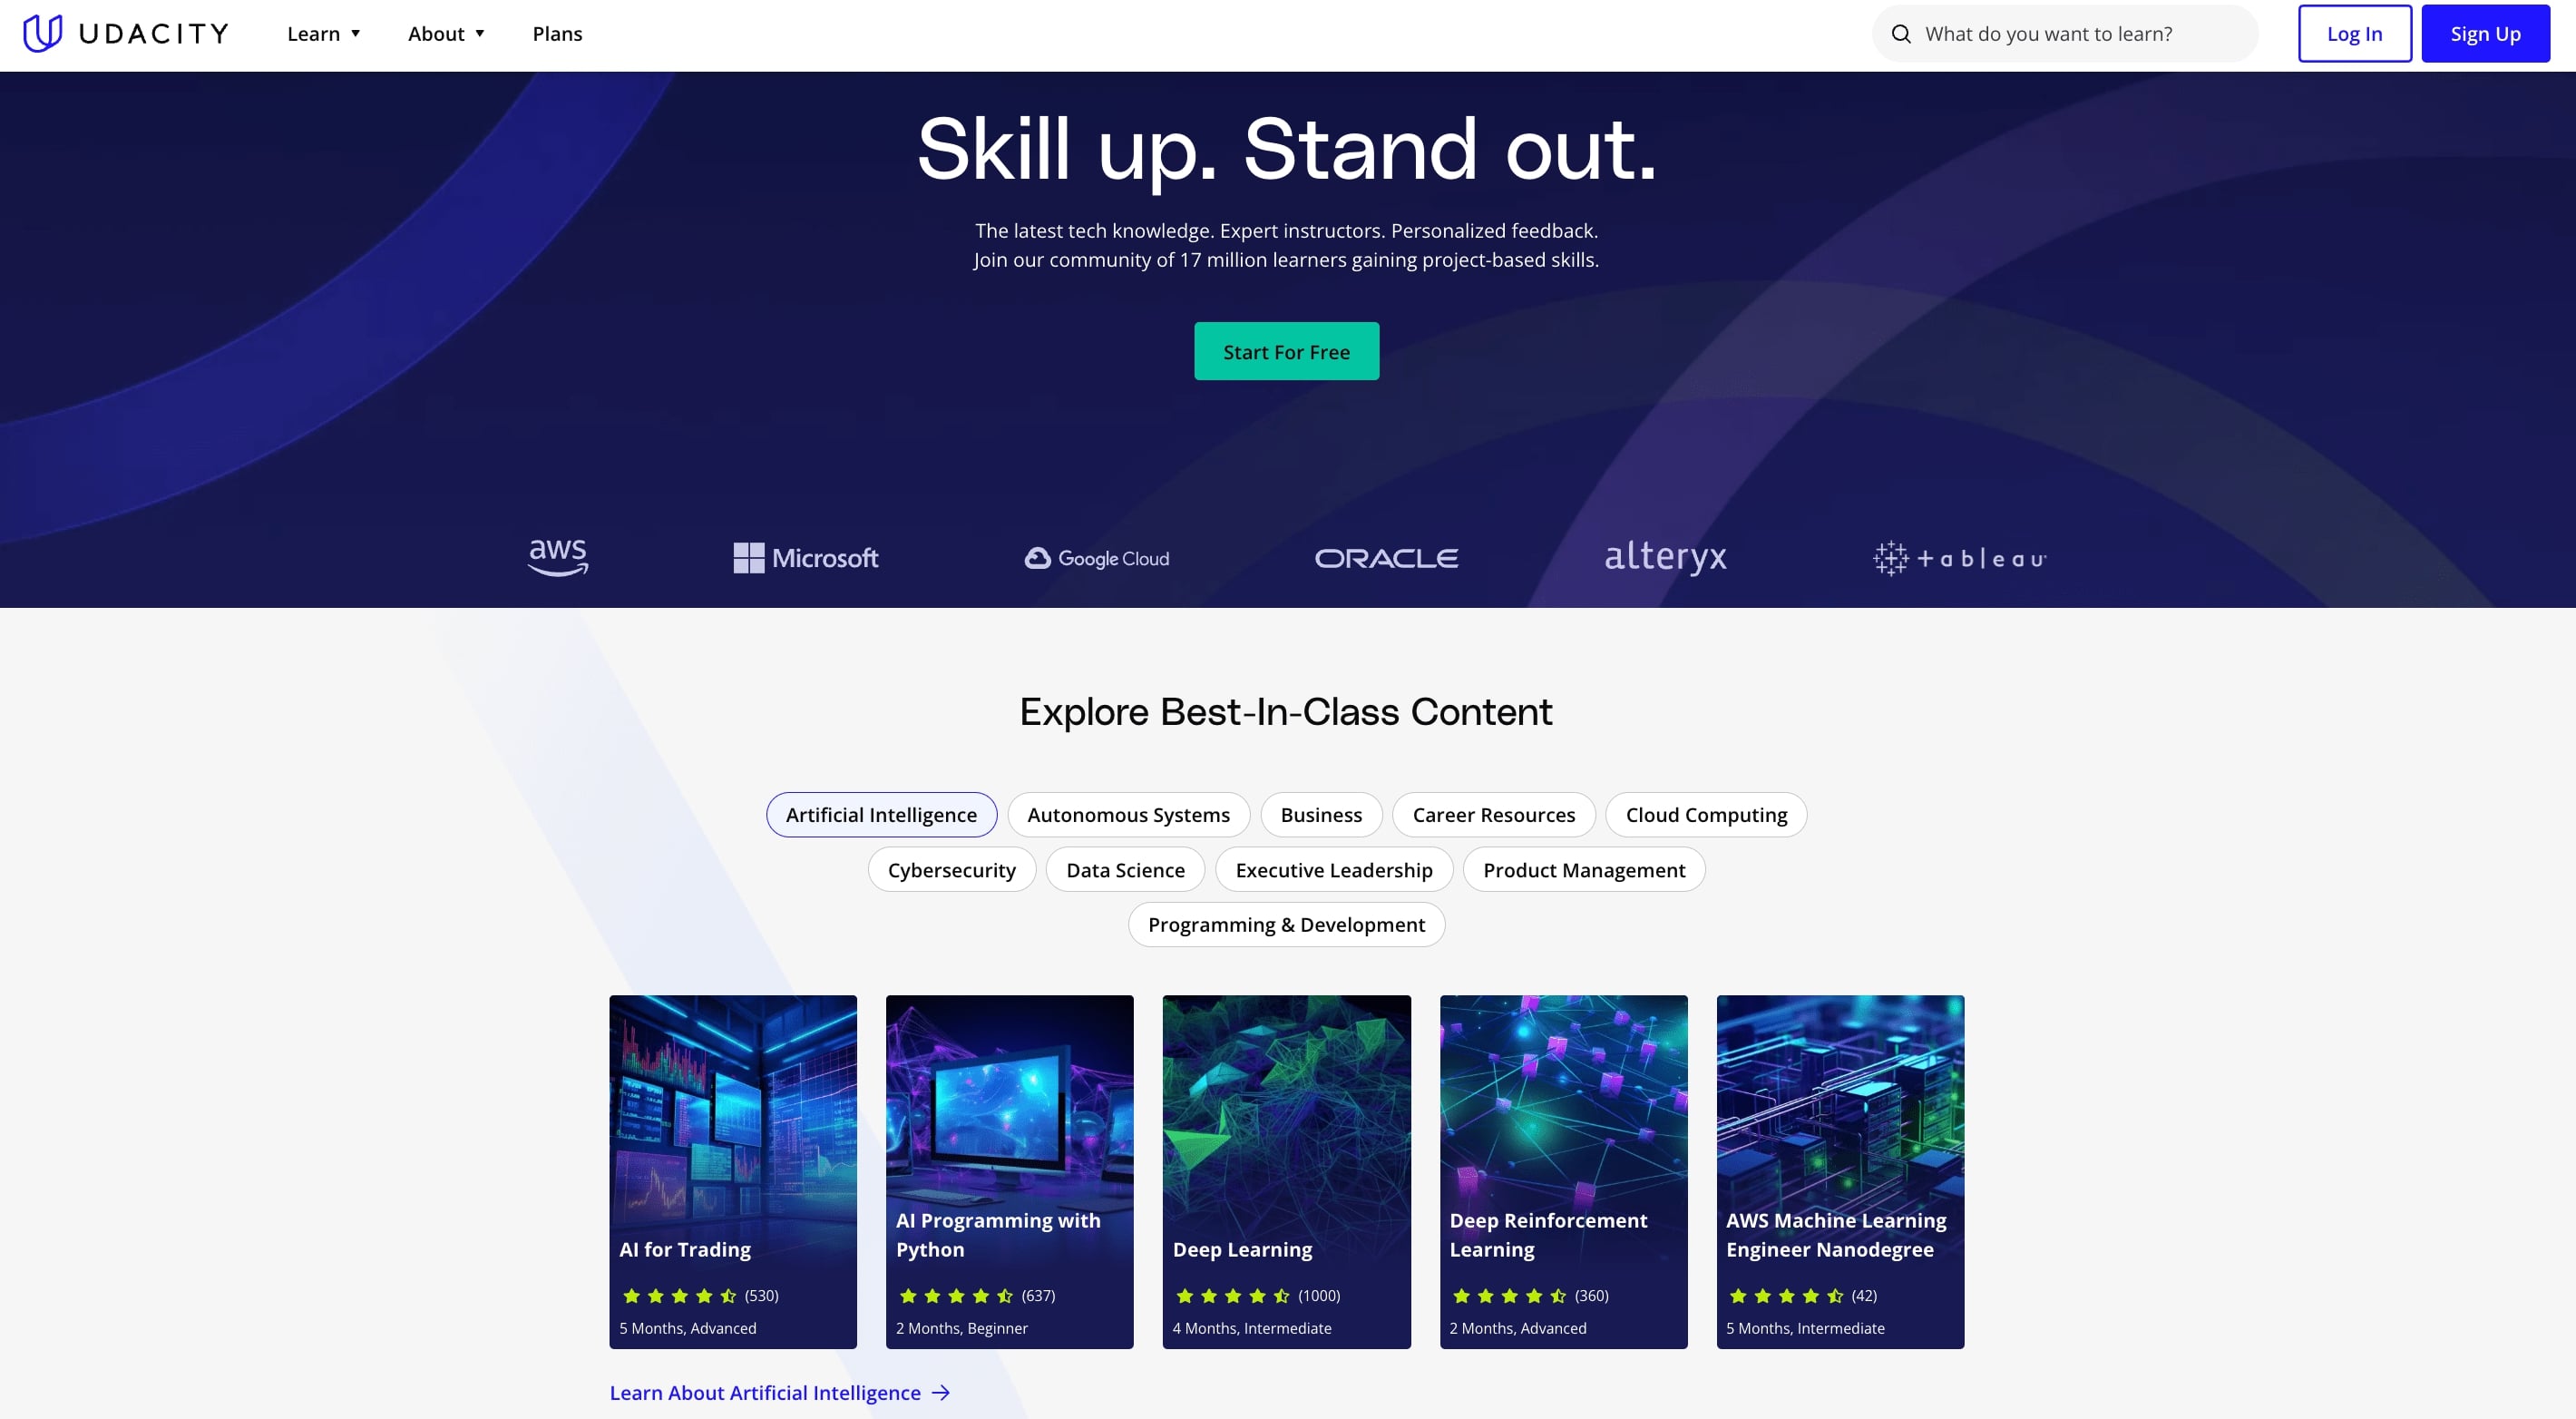 UDACITY
Learn
About
Plans
What do you want to learn?
Log In
Sign Up
Skill up. Stand out.
The latest tech knowledge. Expert instructors. Personalized feedback.
Join our community of 17 million learners gaining project-based skills.
Start For Free
aws
Microsoft
Google Cloud
ORACLE
alteryx
+ableau
Explore Best-In-Class Content
Artificial Intelligence
Autonomous Systems
Business
Career Resources
Cloud Computing
Cybersecurity
Data Science
Executive Leadership
Product Management
Programming & Development
AI for Trading
(530)
5 Months, Advanced
AI Programming with
Python
(637)
2 Months, Beginner
Deep Learning
(1000)
4 Months, Intermediate
Deep Reinforcement
Learning
(360)
2 Months, Advanced
AWS Machine Learning
Engineer Nanodegree
(42)
5 Months, Intermediate
Learn About Artificial Intelligence